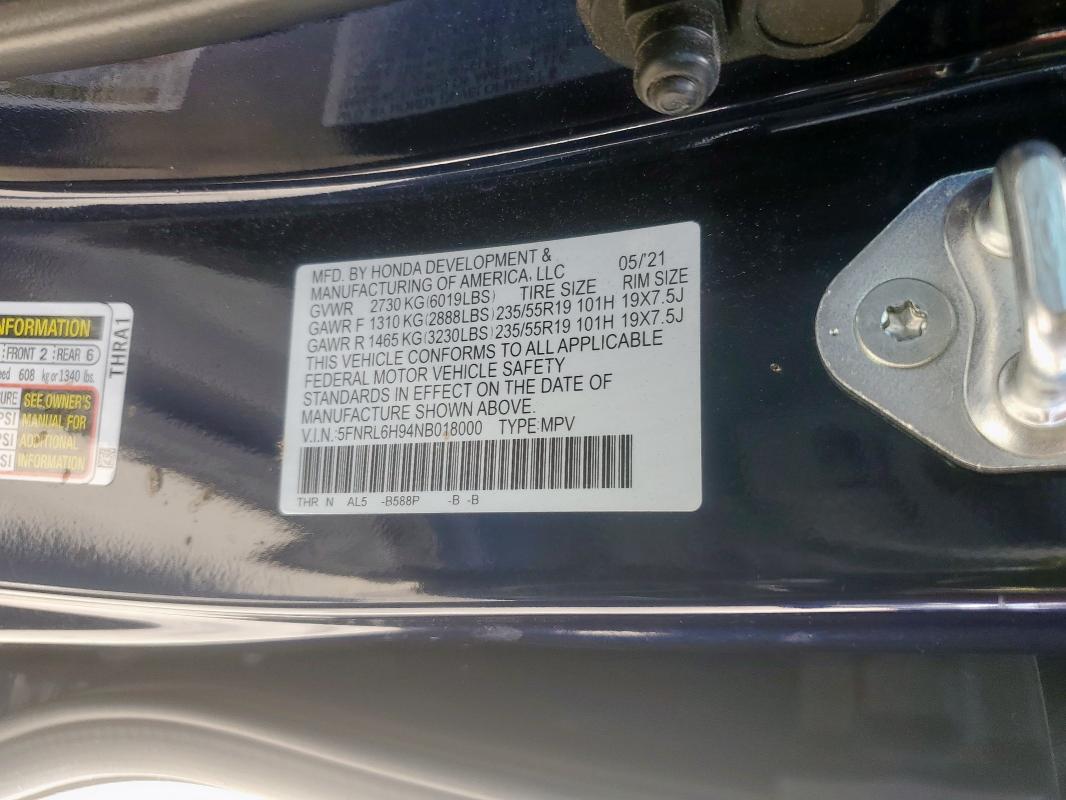 MFD. BY HONDA DEVELOPMENT & 05/'21
MANUFACTURING OF AMERICA, LLC
GVWR 2730 KG(6019LBS) TIRE SIZE RIM SIZE
GAWR F 1310 KG(2888LBS) 235/55R19 101H 19X7.5J
GAWR R 1465 KG(3230LBS) 235/55R19 101H 19X7.5J
THIS VEHICLE CONFORMS TO ALL APPLICABLE
FEDERAL MOTOR VEHICLE SAFETY
STANDARDS IN EFFECT ON THE DATE OF
MANUFACTURE SHOWN ABOVE.
V.I.N.:5FNRL6H94NB018000 TYPE:MPV
THR N AL5 -B588P -B -B
INFORMATION
:FRONT 2 :REAR 6
608 kg or 1340 lbs.
SEE OWNER'S
PSI MANUAL FOR
PSI ADDITIONAL
PSI INFORMATION
THRA1